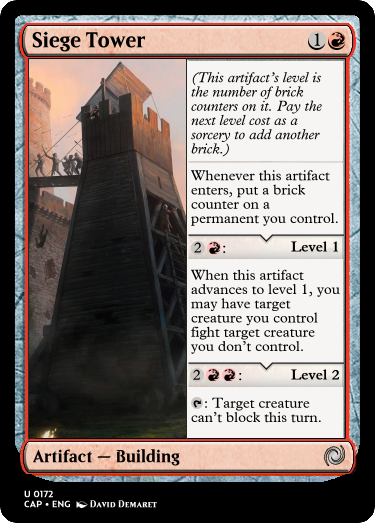 Siege Tower 1
(This artifact's level is
the number of brick
counters on it. Pay the
next level cost as a
sorcery to add another
brick.)
Whenever this artifact
enters, put a brick
counter on a
permanent you control.
2 : Level 1
When this artifact
advances to level 1, you
may have target
creature you control
fight target creature
you don't control.
2 : Level 2
: Target creature
can't block this turn.
Artifact — Building
U 0172
CAP • ENG David Demaret